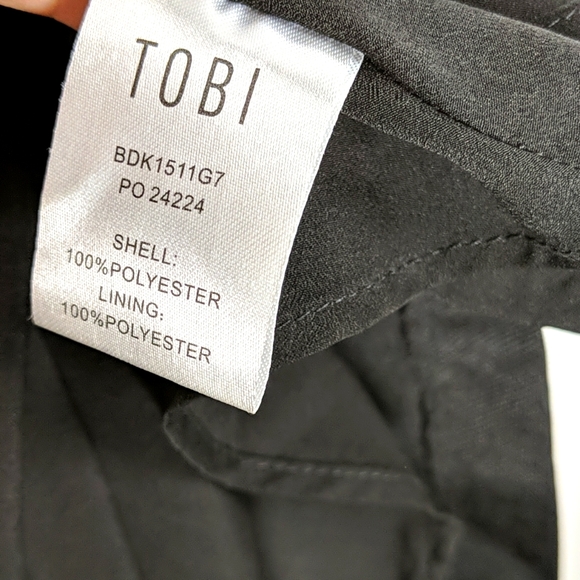 TOBI
BDK1511G7
PO 24224
SHELL:
100%POLYESTER
LINING:
100%POLYESTER